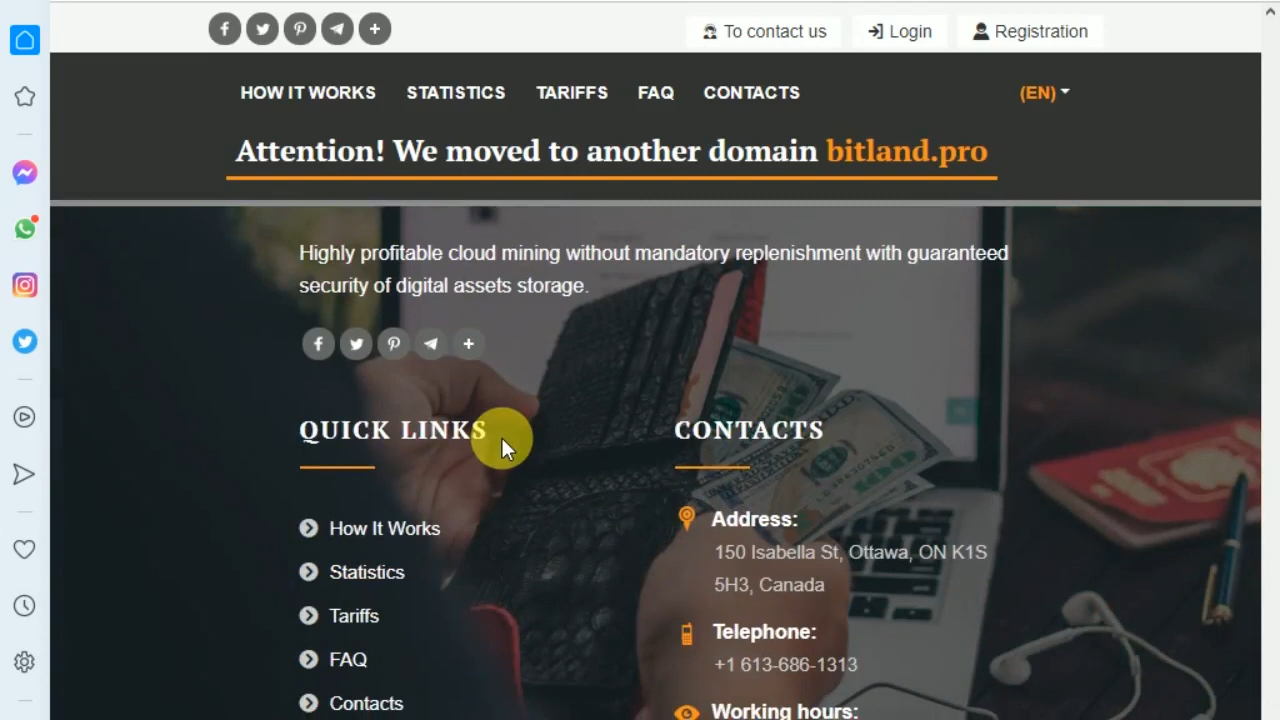 To contact us
Login
Registration
HOW IT WORKS
STATISTICS
TARIFFS
FAQ
CONTACTS
(EN)
Attention! We moved to another domain bitland.pro
Highly profitable cloud mining without mandatory replenishment with guaranteed
security of digital assets storage.
QUICK LINKS
How It Works
Statistics
Tariffs
FAQ
Contacts
CONTACTS
Address:
150 Isabella St, Ottawa, ON K1S
5H3, Canada
Telephone:
+1 613-686-1313
Working hours: